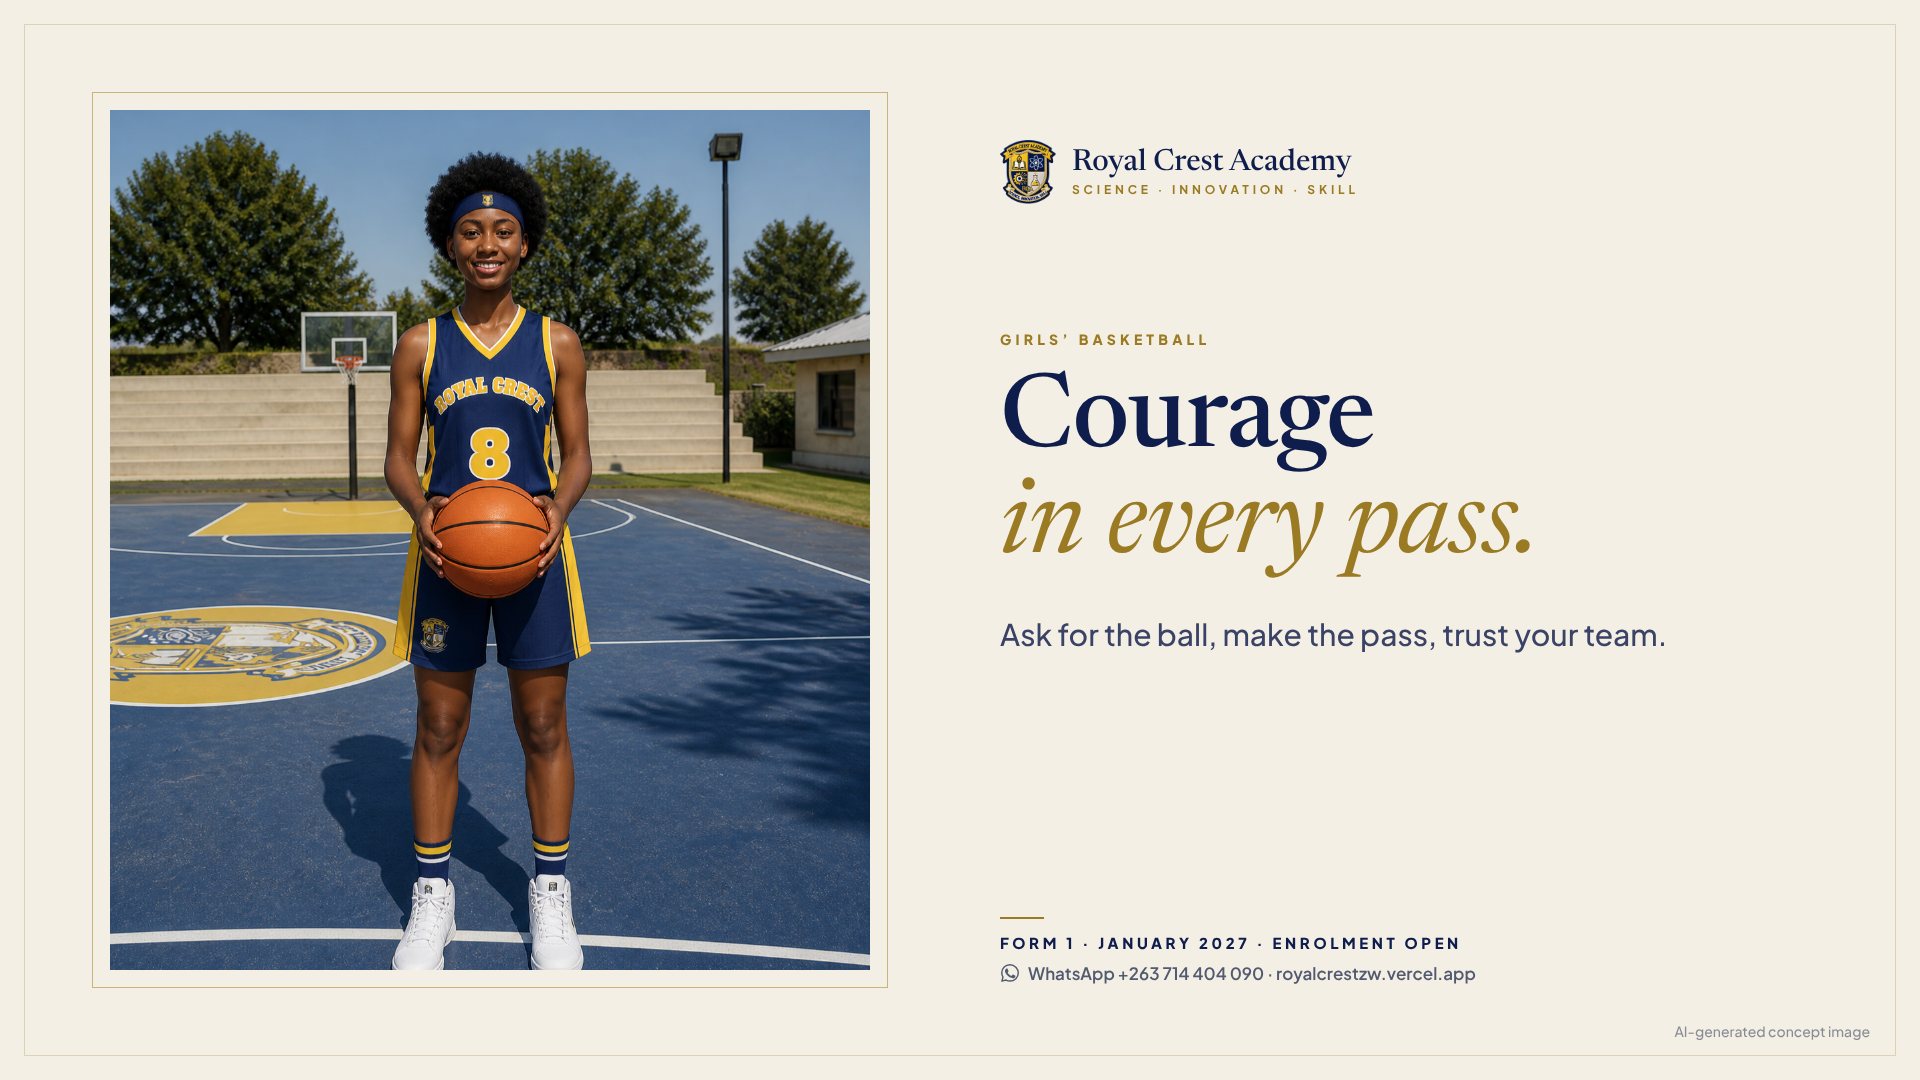 ROYAL CREST
8
Royal Crest Academy
SCIENCE · INNOVATION · SKILL
GIRLS’ BASKETBALL
Courage
in every pass.
Ask for the ball, make the pass, trust your team.
FORM 1 · JANUARY 2027 · ENROLMENT OPEN
WhatsApp +263 714 404 090 · royalcrestzw.vercel.app
AI-generated concept image